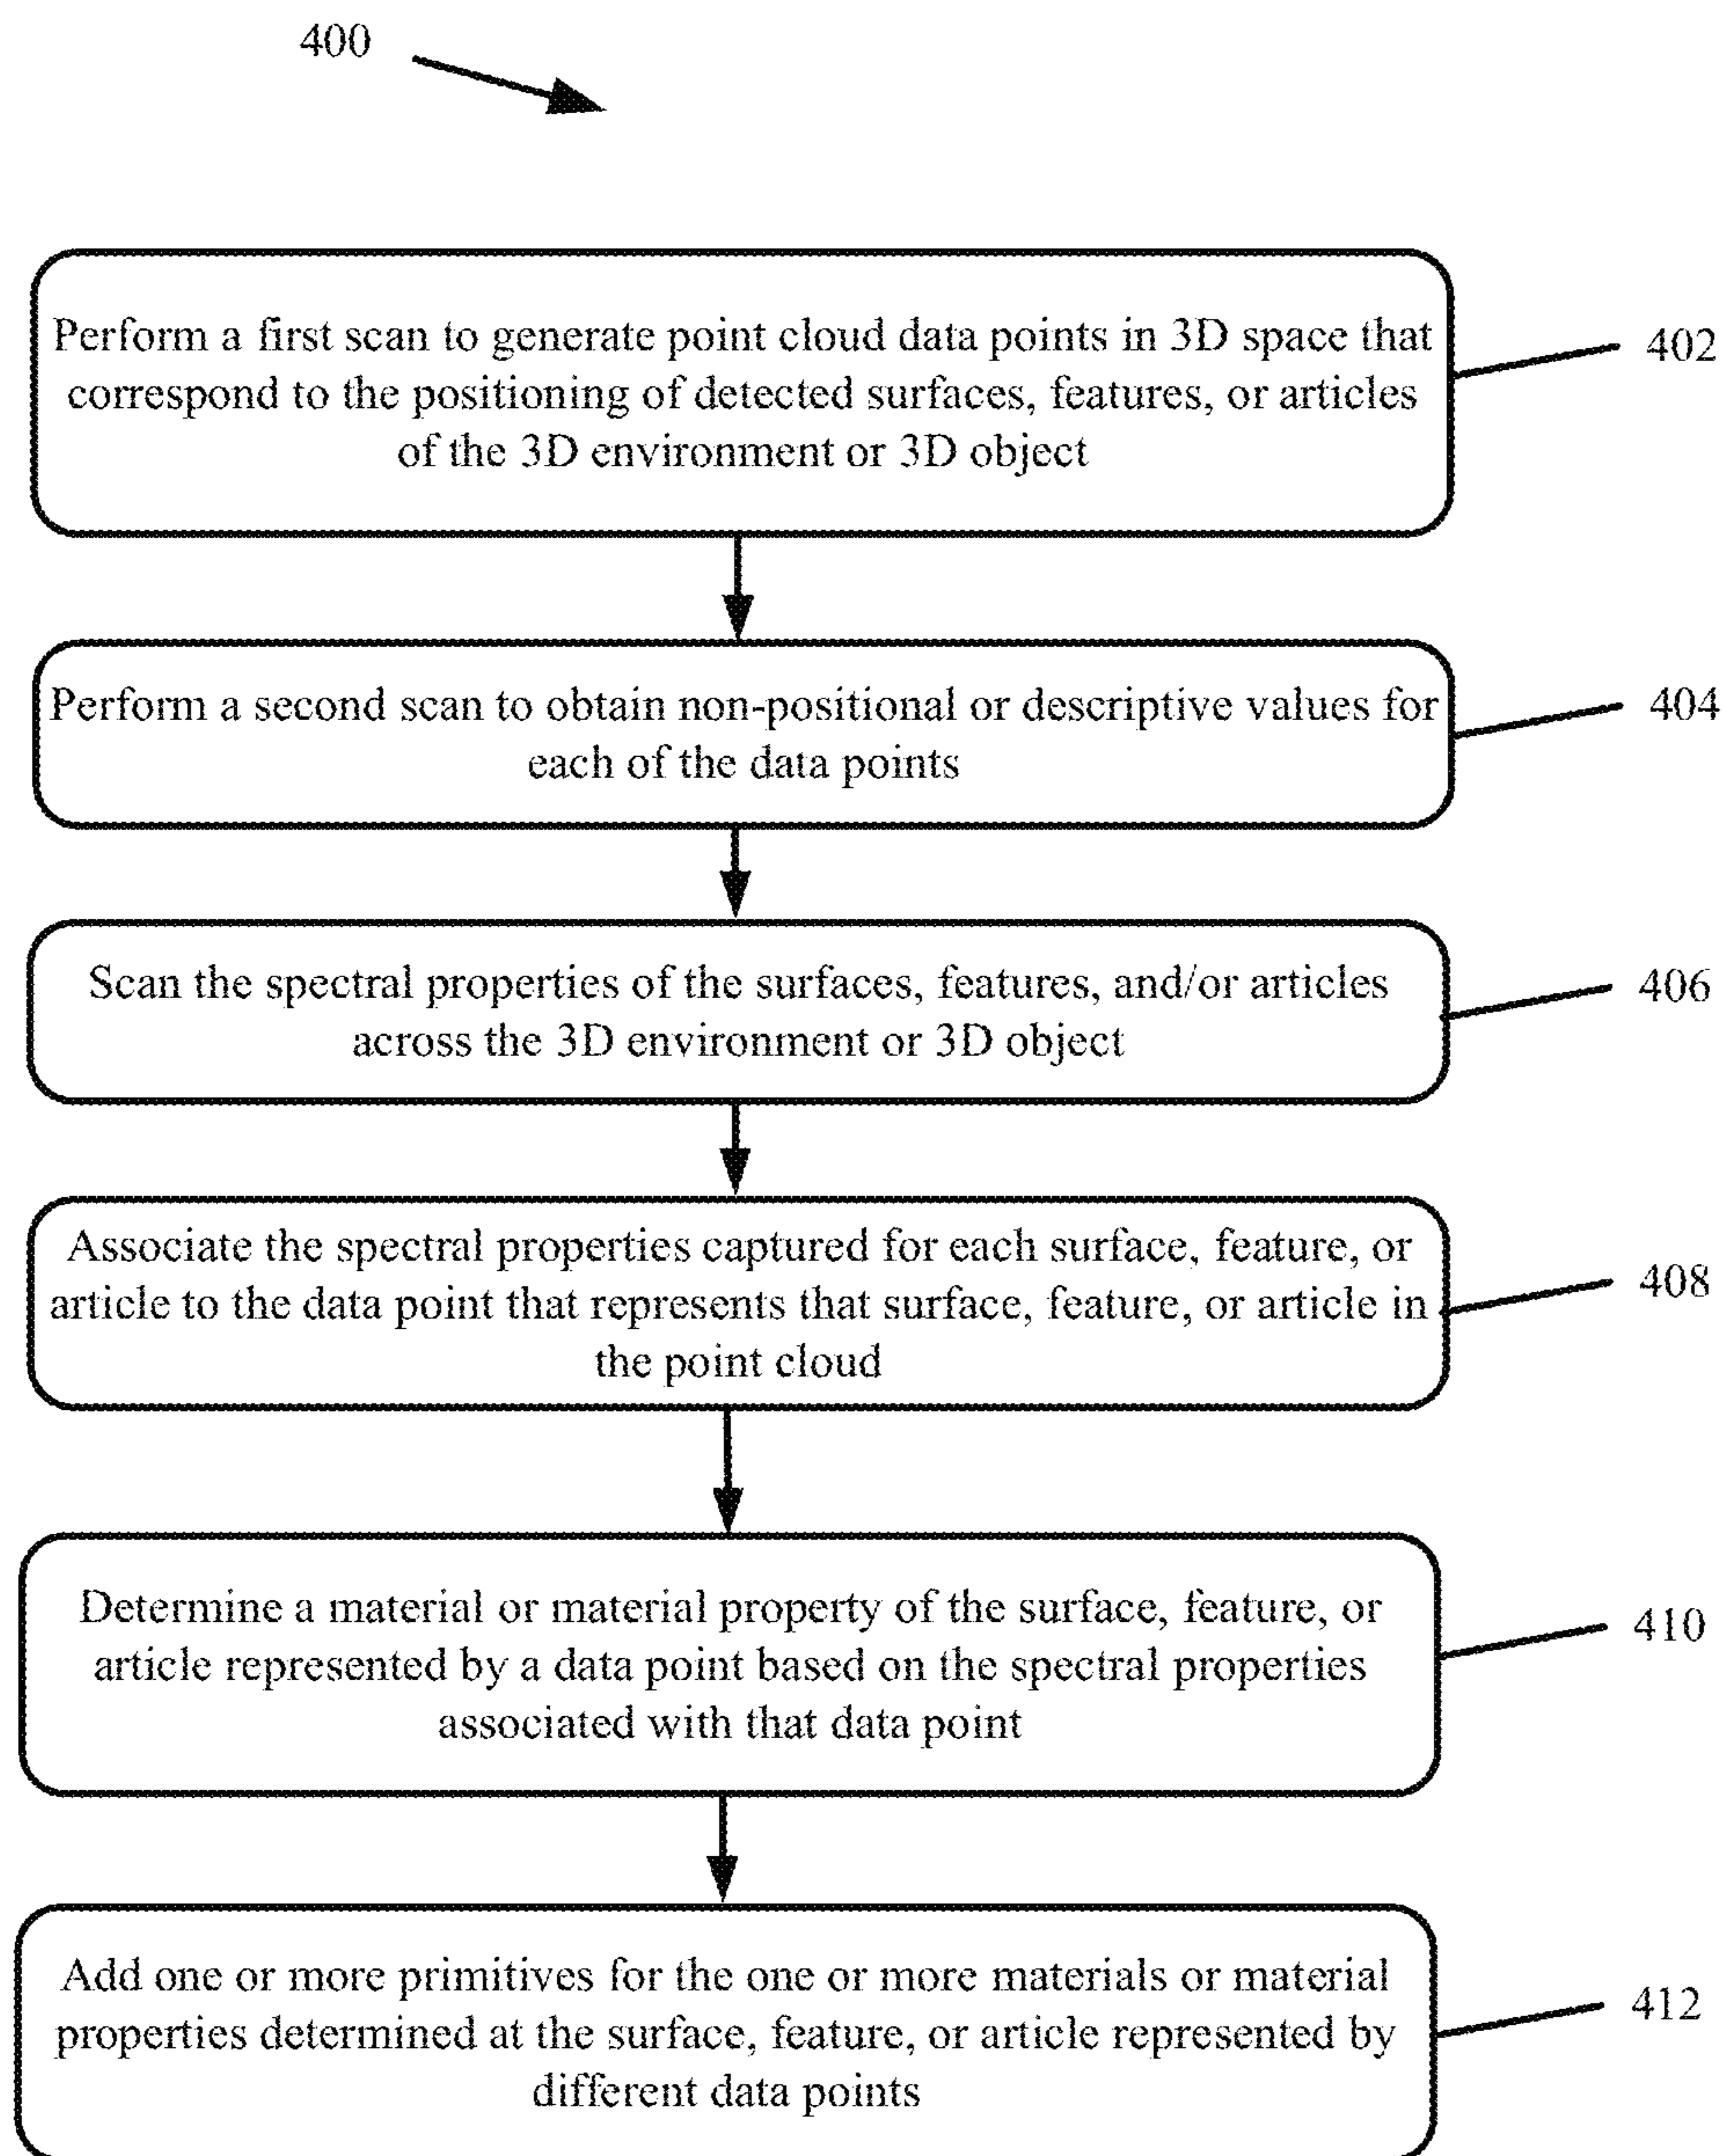 400
Perform a first scan to generate point cloud data points in 3D space that
correspond to the positioning of detected surfaces, features, or articles
of the 3D environment or 3D object
402
Perform a second scan to obtain non-positional or descriptive values for
each of the data points
404
Scan the spectral properties of the surfaces, features, and/or articles
across the 3D environment or 3D object
406
Associate the spectral properties captured for each surface, feature, or
article to the data point that represents that surface, feature, or article in
the point cloud
408
Determine a material or material property of the surface, feature, or
article represented by a data point based on the spectral properties
associated with that data point
410
Add one or more primitives for the one or more materials or material
properties determined at the surface, feature, or article represented by
different data points
412